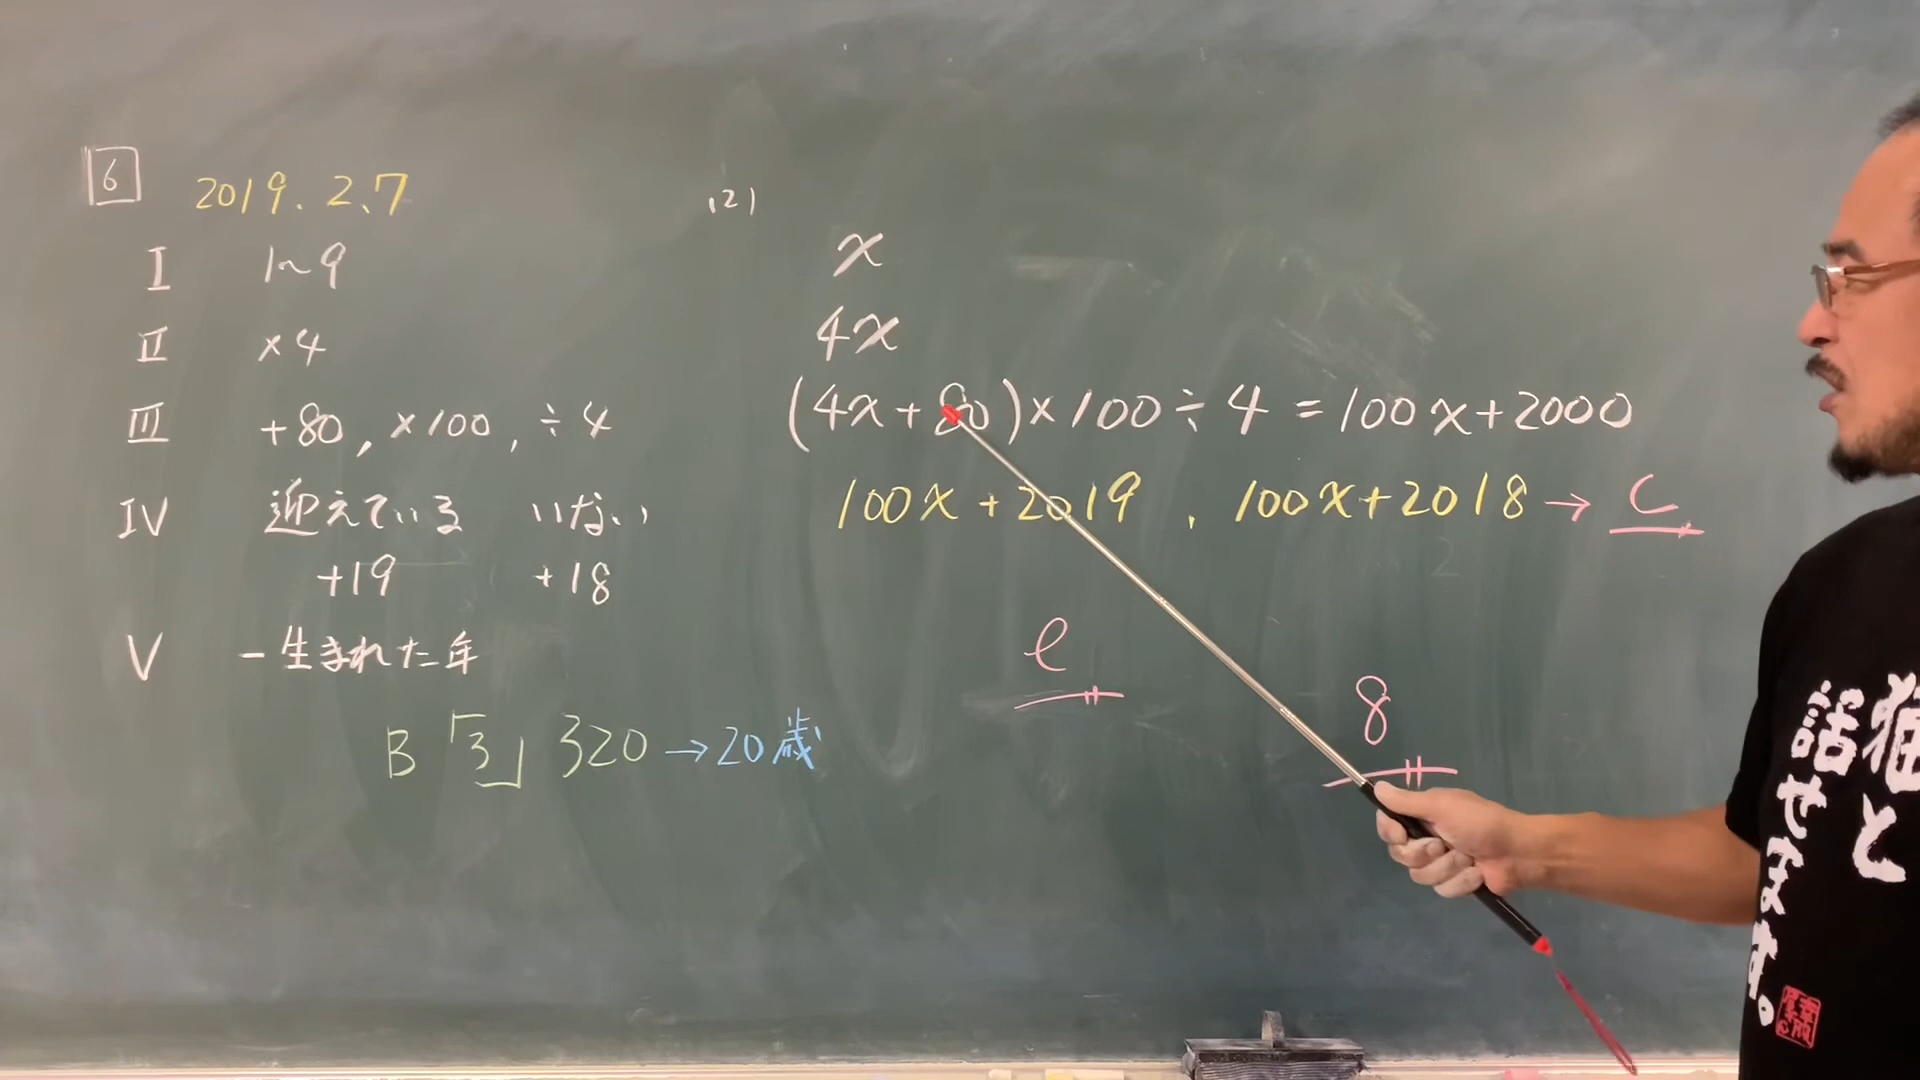 6 2019.2.7
I 1~9
II ×4
III +80, ×100, ÷4
IV 迎えている いない
+19 +18
V -生まれた年
B「3」 320→20歳
(2)
x
4x
(4x+80)×100÷4=100x+2000
100x+2019, 100x+2018→C
e
8
猫と
話せます。